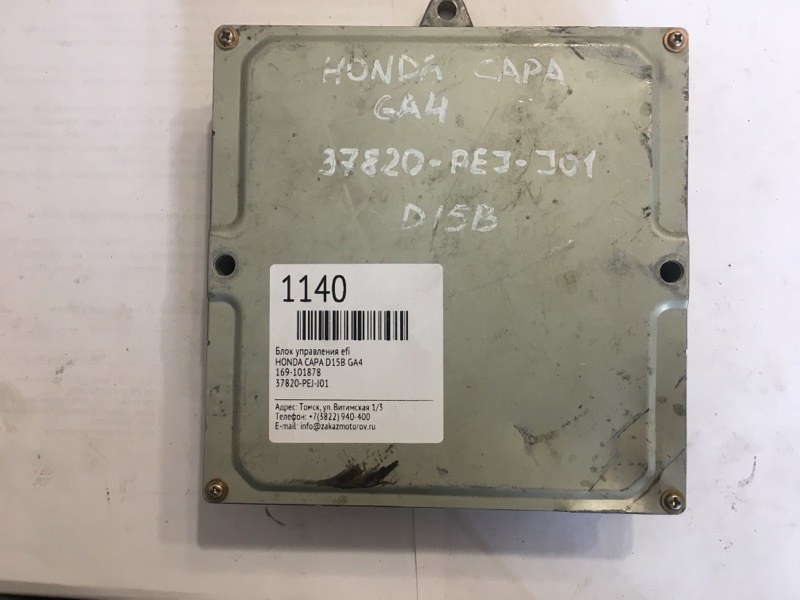 HONDA CAPA
GA4
37820-PEJ-J01
D15B
1140
Блок управления efi
HONDA CAPA D15B GA4
169-101878
37820-PEJ-J01
Адрес: Томск, ул. Витимская 1/3
Телефон: +7(3822) 940-400
E-mail: info@zakazmotorov.ru